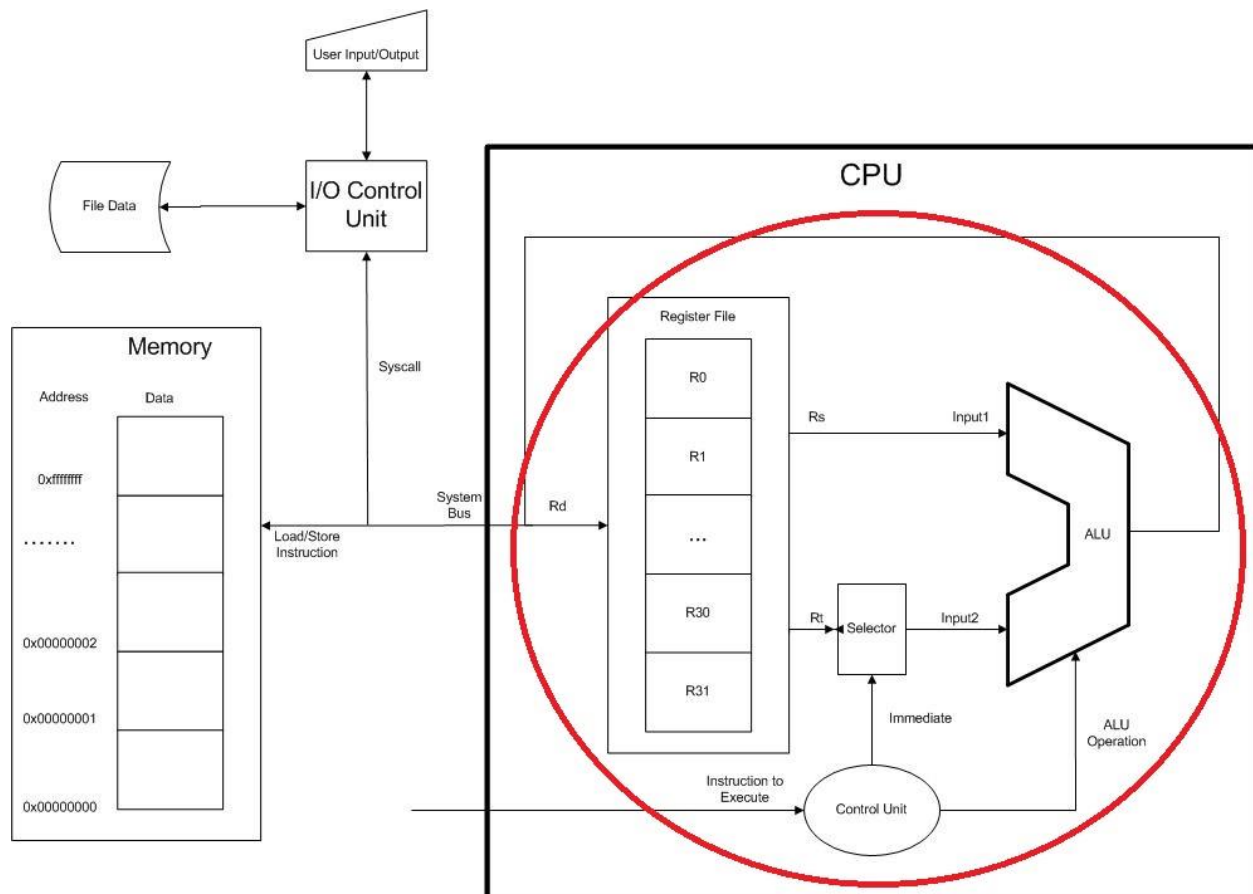 User Input/Output
File Data
I/O Control
Unit
Syscall
Memory
Address
Data
0xffffffff
.......
0x00000002
0x00000001
0x00000000
Load/Store
Instruction
System
Bus
CPU
Rd
Register File
R0
R1
...
R30
R31
Rs
Input1
Rt
Selector
Input2
ALU
Immediate
ALU
Operation
Instruction to
Execute
Control Unit